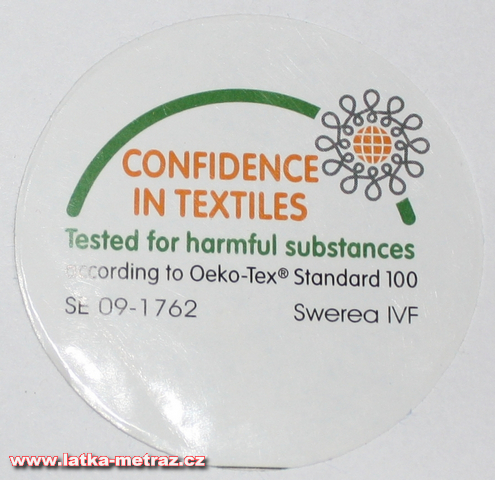 CONFIDENCE
IN TEXTILES
Tested for harmful substances
according to Oeko-Tex® Standard 100
SE 09-1762 Swerea IVF
www.latka-metraz.cz